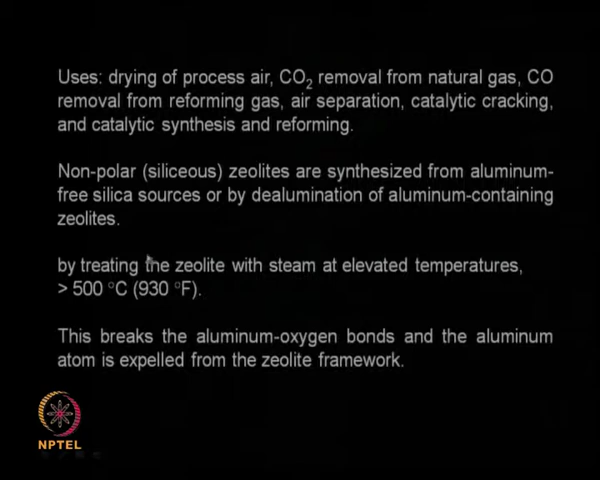 Uses: drying of process air, CO₂ removal from natural gas, CO
removal from reforming gas, air separation, catalytic cracking,
and catalytic synthesis and reforming.
Non-polar (siliceous) zeolites are synthesized from aluminum-
free silica sources or by dealumination of aluminum-containing
zeolites.
by treating the zeolite with steam at elevated temperatures,
> 500 °C (930 °F).
This breaks the aluminum-oxygen bonds and the aluminum
atom is expelled from the zeolite framework.
NPTEL